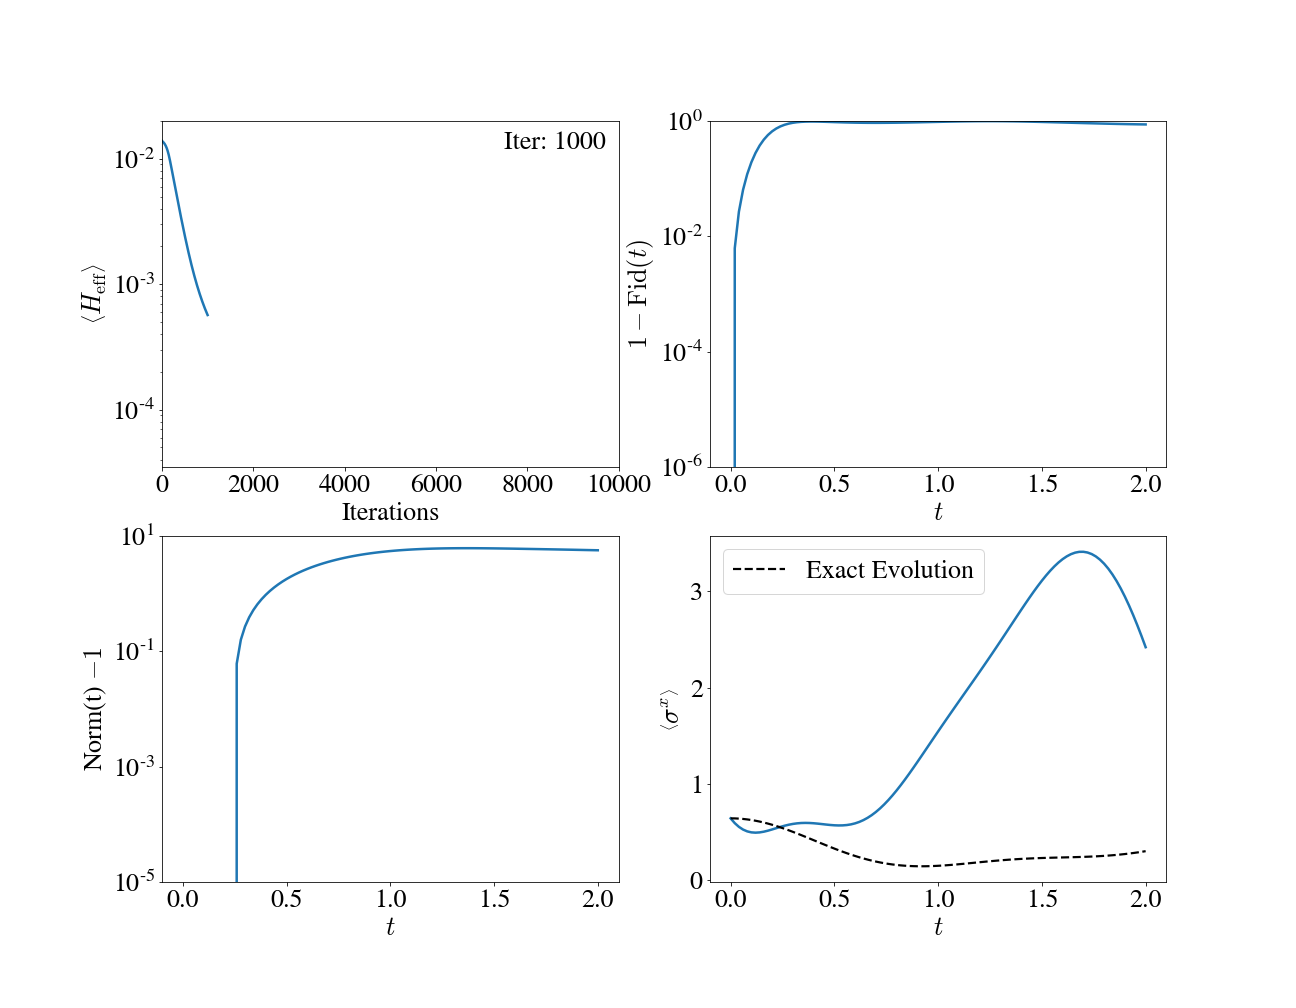 Iter: 1000
⟨H_eff⟩
10^-2
10^-3
10^-4
0 2000 4000 6000 8000 10000
Iterations
1 − Fid(t)
10^0
10^-2
10^-4
10^-6
0.0 0.5 1.0 1.5 2.0
t
Norm(t) −1
10^1
10^-1
10^-3
10^-5
0.0 0.5 1.0 1.5 2.0
t
Exact Evolution
⟨σ^x⟩
3
2
1
0
0.0 0.5 1.0 1.5 2.0
t